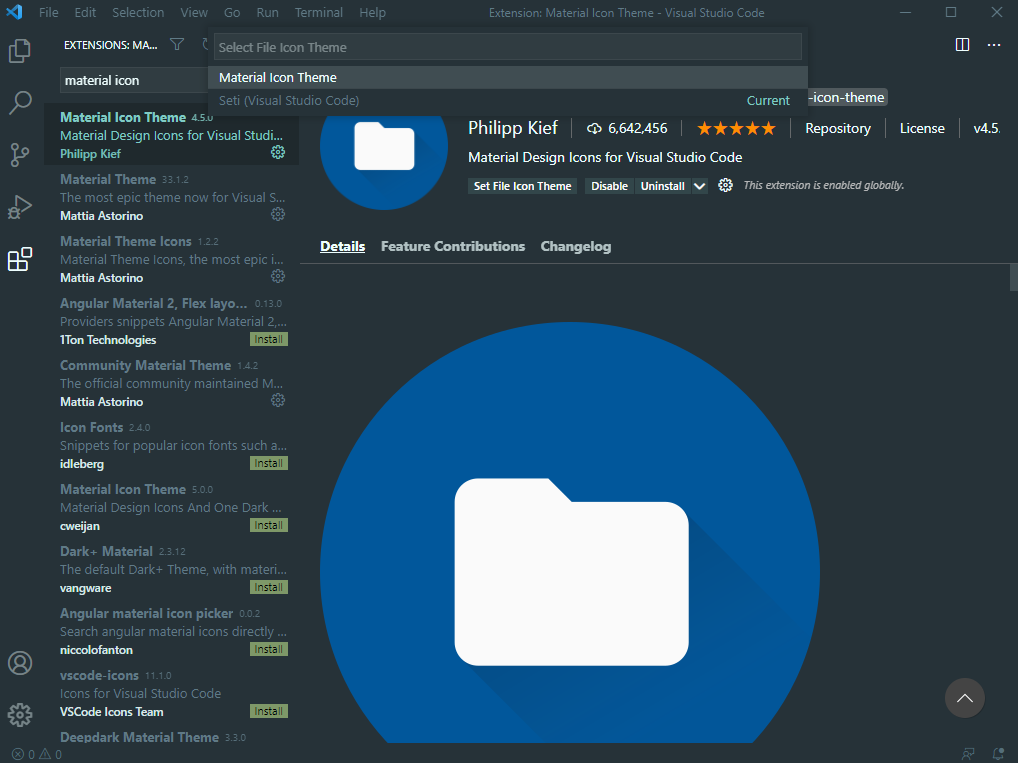 File Edit Selection View Go Run Terminal Help
Extension: Material Icon Theme - Visual Studio Code
EXTENSIONS: MA...
material icon
Select File Icon Theme
Material Icon Theme
Seti (Visual Studio Code) Current
Material Icon Theme 4.5.0
Material Design Icons for Visual Studi...
Philipp Kief
Material Theme 33.1.2
The most epic theme now for Visual S...
Mattia Astorino
Material Theme Icons 1.2.2
Material Theme Icons, the most epic i...
Mattia Astorino
Angular Material 2, Flex layo... 0.13.0
Providers snippets Angular Material 2,...
1Ton Technologies Install
Community Material Theme 1.4.2
The official community maintained M...
Mattia Astorino
Icon Fonts 2.4.0
Snippets for popular icon fonts such a...
idleberg Install
Material Icon Theme 5.0.0
Material Design Icons And One Dark ...
cweijan Install
Dark+ Material 2.3.12
The default Dark+ Theme, with materi...
vangware Install
Angular material icon picker 0.0.2
Search angular material icons directly ...
niccolofanton Install
vscode-icons 11.1.0
Icons for Visual Studio Code
VSCode Icons Team Install
Deepdark Material Theme 3.3.0
-icon-theme
Philipp Kief 6,642,456 Repository License v4.5.
Material Design Icons for Visual Studio Code
Set File Icon Theme Disable Uninstall This extension is enabled globally.
Details Feature Contributions Changelog
0 0